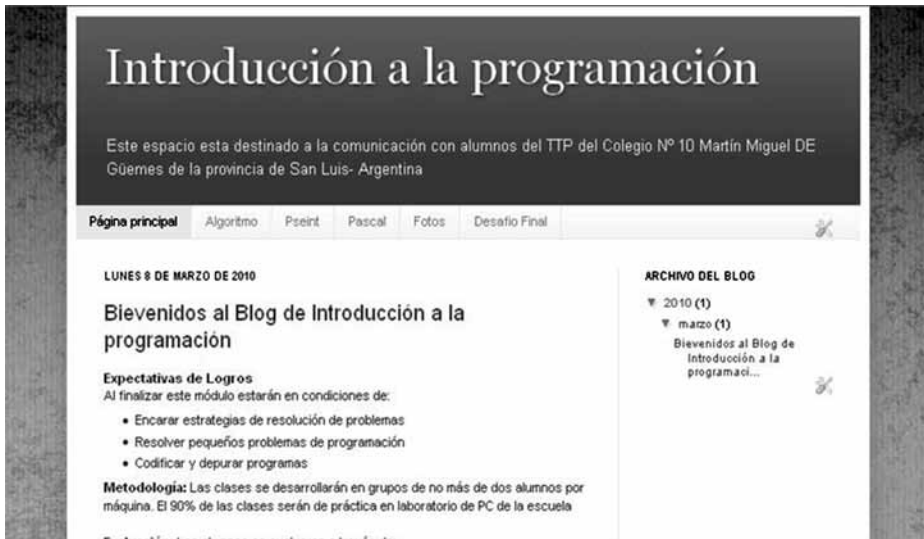 Introducción a la programación
Este espacio esta destinado a la comunicación con alumnos del TTP del Colegio Nº 10 Martín Miguel DE
Güemes de la provincia de San Luis- Argentina
Página principal Algoritmo Pseint Pascal Fotos Desafio Final
LUNES 8 DE MARZO DE 2010
Bievenidos al Blog de Introducción a la
programación
Expectativas de Logros
Al finalizar este módulo estarán en condiciones de:
• Encarar estrategias de resolución de problemas
• Resolver pequeños problemas de programación
• Codificar y depurar programas
Metodología: Las clases se desarrollarán en grupos de no más de dos alumnos por
máquina. El 90% de las clases serán de práctica en laboratorio de PC de la escuela
ARCHIVO DEL BLOG
▼ 2010 (1)
▼ marzo (1)
Bievenidos al Blog de
Introducción a la
programaci...